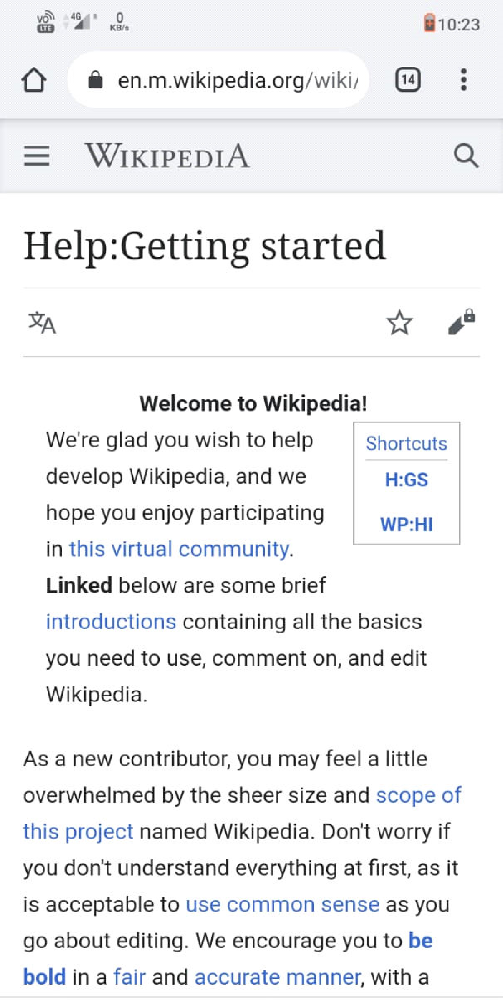 VO LTE 4G R 0 KB/s 10:23
en.m.wikipedia.org/wiki/ 14
WIKIPEDIA
Help:Getting started
文A
Welcome to Wikipedia!
We're glad you wish to help
develop Wikipedia, and we
hope you enjoy participating
in this virtual community.
Shortcuts
H:GS
WP:HI
Linked below are some brief
introductions containing all the basics
you need to use, comment on, and edit
Wikipedia.
As a new contributor, you may feel a little
overwhelmed by the sheer size and scope of
this project named Wikipedia. Don't worry if
you don't understand everything at first, as it
is acceptable to use common sense as you
go about editing. We encourage you to be
bold in a fair and accurate manner, with a